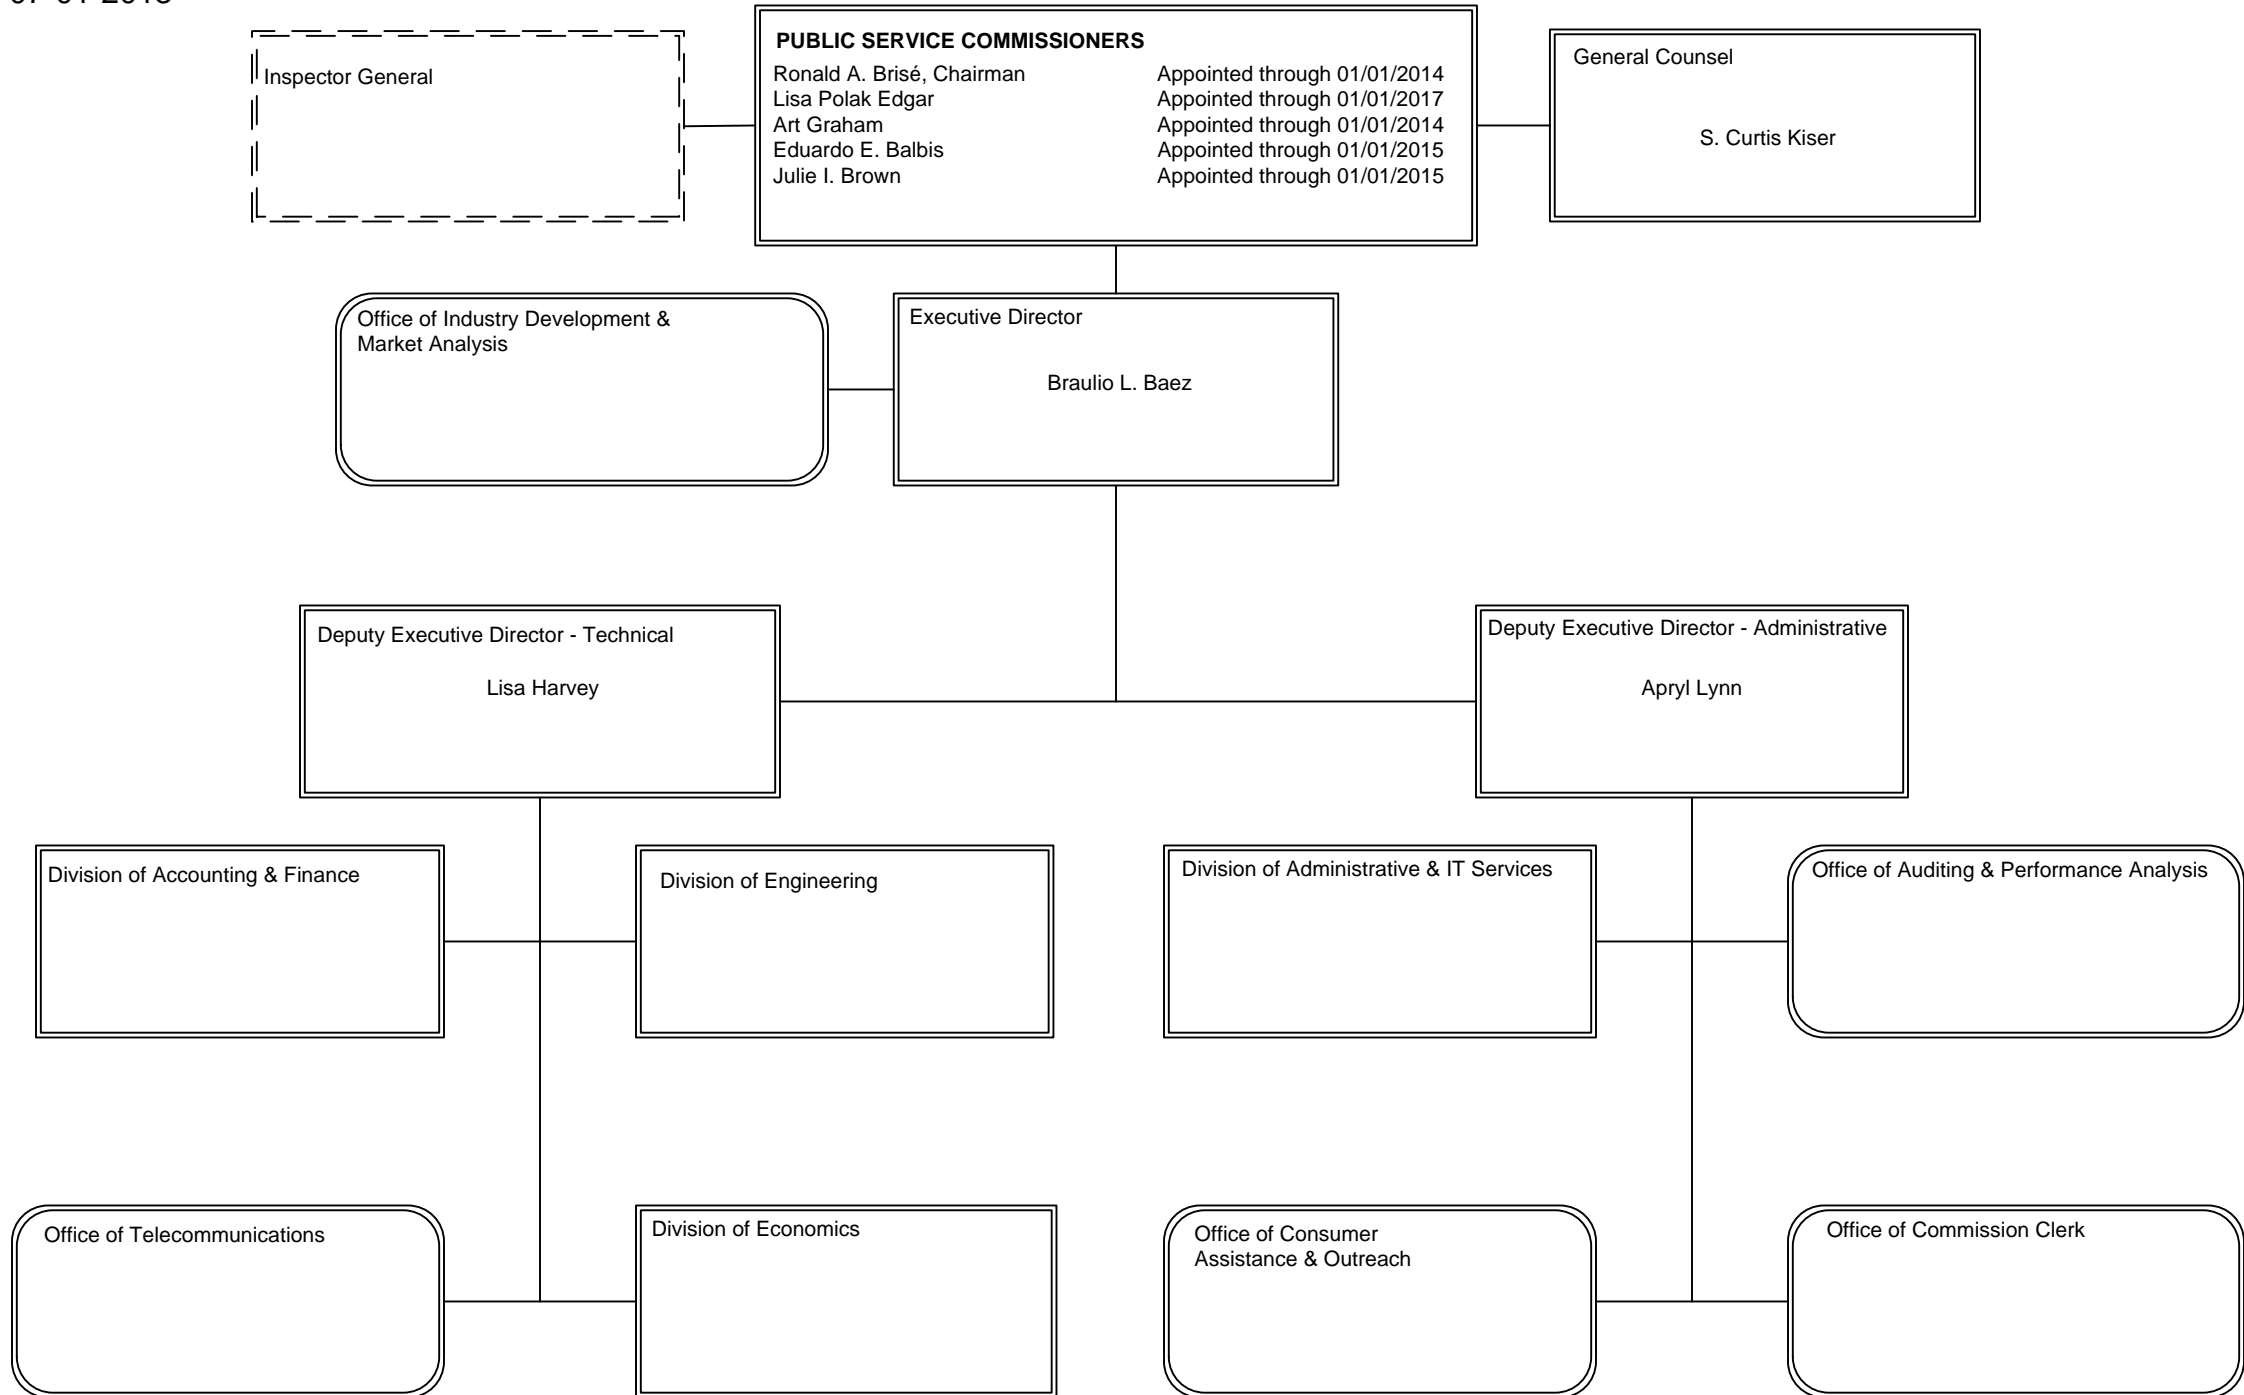 PUBLIC SERVICE COMMISSIONERS
Ronald A. Brisé, Chairman Appointed through 01/01/2014
Lisa Polak Edgar Appointed through 01/01/2017
Art Graham Appointed through 01/01/2014
Eduardo E. Balbis Appointed through 01/01/2015
Julie I. Brown Appointed through 01/01/2015
Inspector General
General Counsel
S. Curtis Kiser
Office of Industry Development &
Market Analysis
Executive Director
Braulio L. Baez
Deputy Executive Director - Technical
Lisa Harvey
Deputy Executive Director - Administrative
Apryl Lynn
Division of Accounting & Finance
Division of Engineering
Division of Administrative & IT Services
Office of Auditing & Performance Analysis
Office of Telecommunications
Division of Economics
Office of Consumer
Assistance & Outreach
Office of Commission Clerk